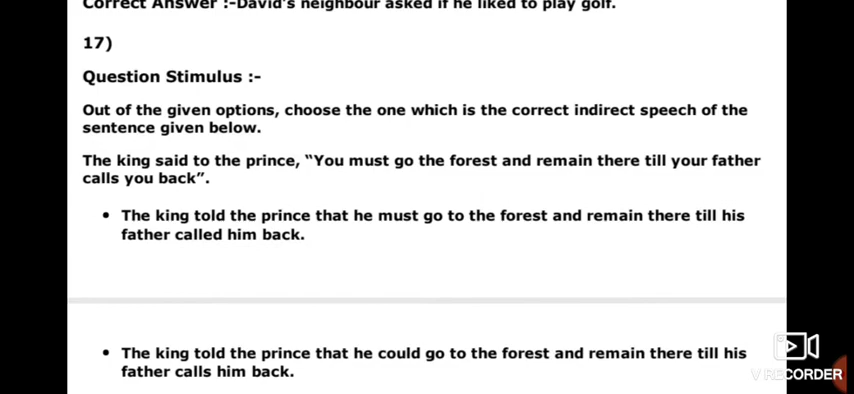 Correct Answer :-David's neighbour asked if he liked to play golf.
17)
Question Stimulus :-
Out of the given options, choose the one which is the correct indirect speech of the
sentence given below.
The king said to the prince, “You must go the forest and remain there till your father
calls you back”.
• The king told the prince that he must go to the forest and remain there till his
father called him back.
• The king told the prince that he could go to the forest and remain there till his
father calls him back.
V RECORDER